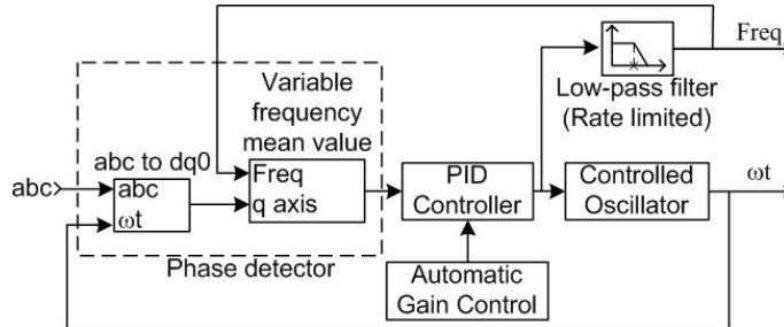 Freq
Variable
frequency
mean value
Low-pass filter
(Rate limited)
abc to dq0
abc>
abc
ωt
Freq
q axis
PID
Controller
Controlled
Oscillator
ωt
Phase detector
Automatic
Gain Control